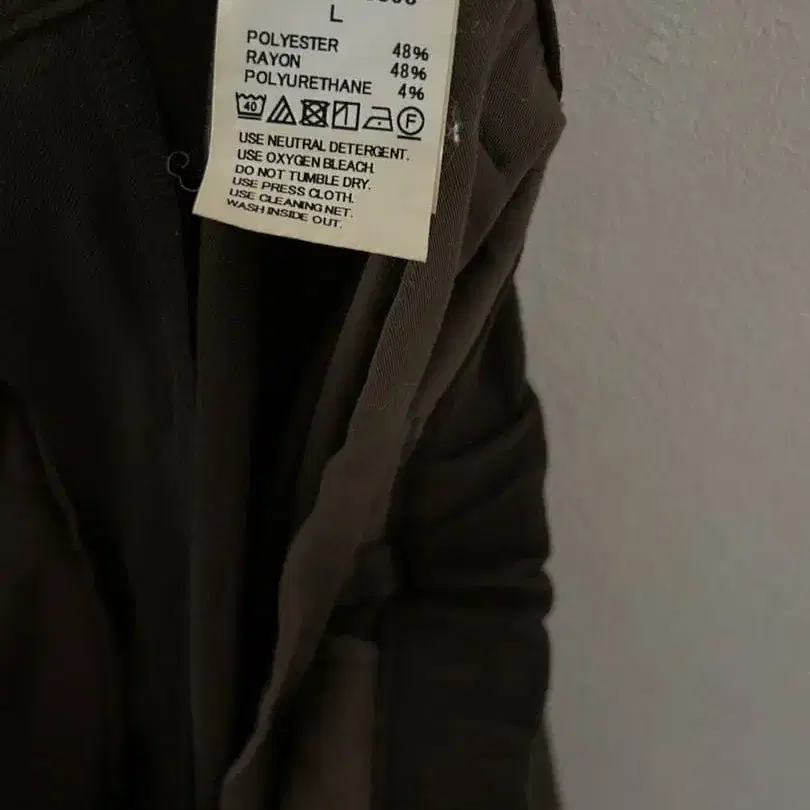 L
POLYESTER 48%
RAYON 48%
POLYURETHANE 4%
40 F
USE NEUTRAL DETERGENT.
USE OXYGEN BLEACH.
DO NOT TUMBLE DRY.
USE PRESS CLOTH.
USE CLEANING NET.
WASH INSIDE OUT.